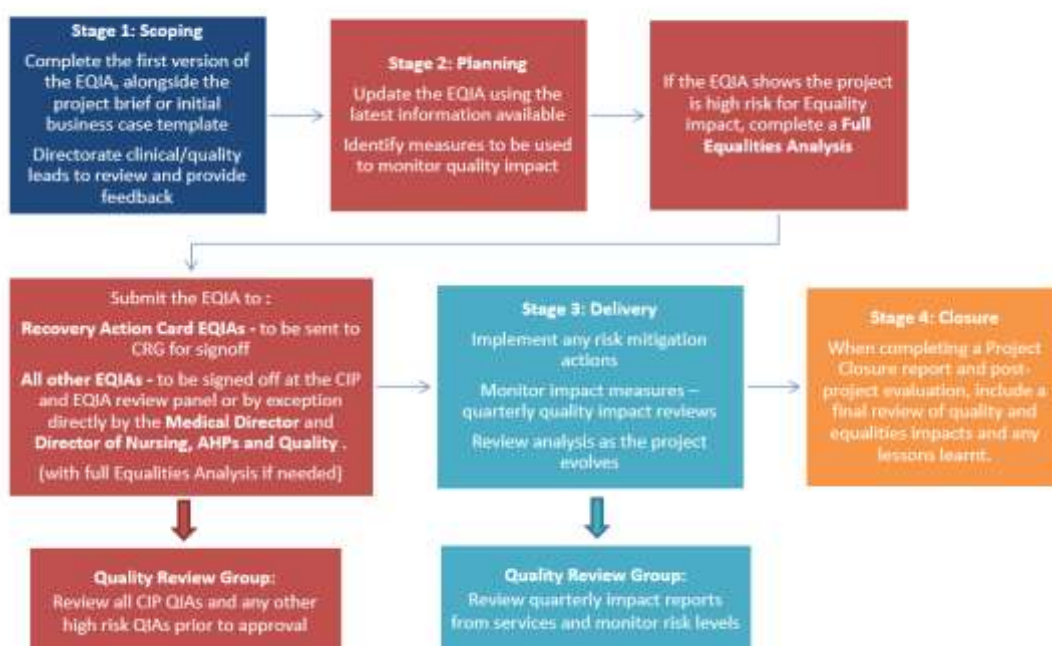 Stage 1: Scoping
Complete the first version of
the EQIA, alongside the
project brief or initial
business case template
Directorate clinical/quality
leads to review and provide
feedback
Stage 2: Planning
Update the EQIA using the
latest information available
Identify measures to be used
to monitor quality impact
If the EQIA shows the project
is high risk for Equality
impact, complete a Full
Equalities Analysis
Submit the EQIA to :
Recovery Action Card EQIAs - to be sent to
CRG for signoff
All other EQIAs - to be signed off at the CIP
and EQIA review panel or by exception
directly by the Medical Director and
Director of Nursing, AHPs and Quality .
(with full Equalities Analysis if needed)
Stage 3: Delivery
Implement any risk mitigation
actions
Monitor impact measures –
quarterly quality impact reviews
Review analysis as the project
evolves
Stage 4: Closure
When completing a Project
Closure report and post-
project evaluation, include a
final review of quality and
equalities impacts and any
lessons learnt.
Quality Review Group:
Review all CIP QIAs and any other
high risk QIAs prior to approval
Quality Review Group:
Review quarterly impact reports
from services and monitor risk levels